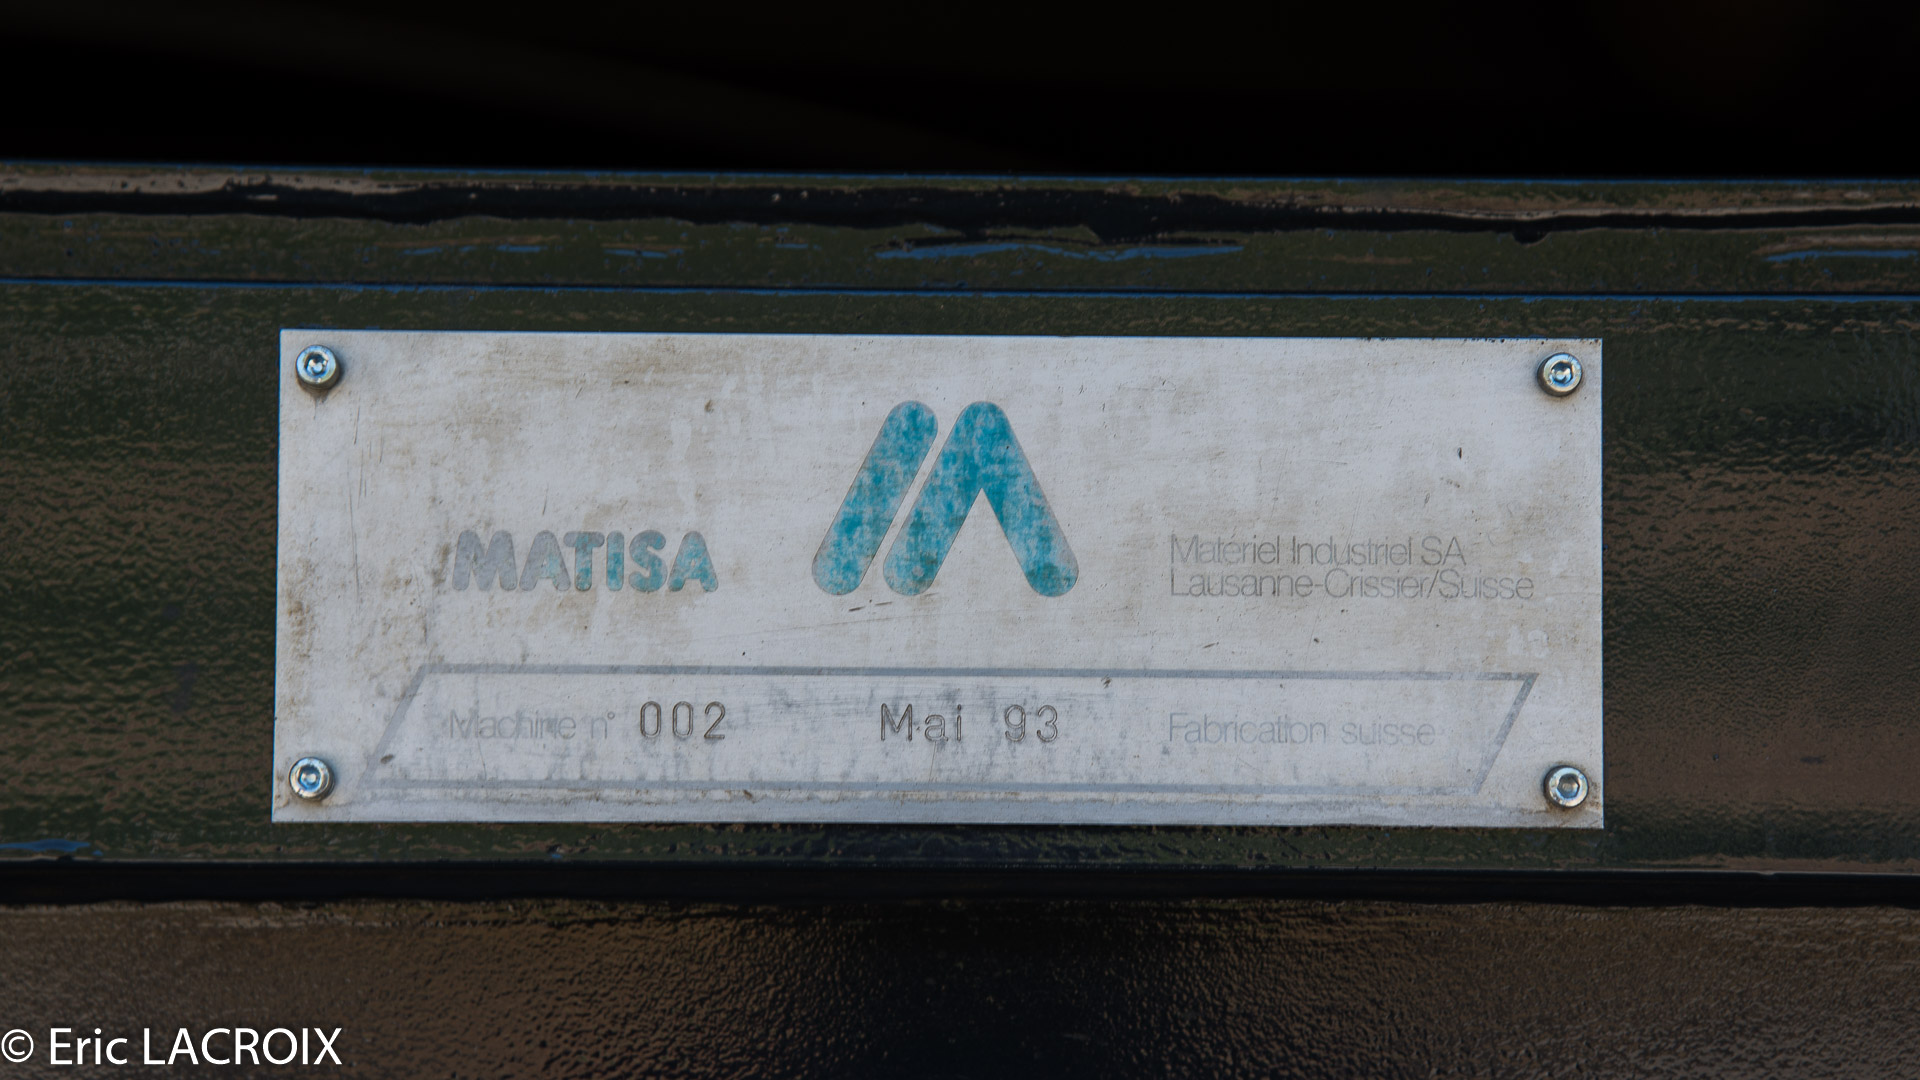 MATISA
Matériel Industriel SA
Lausanne-Crissier/Suisse
Machine n° 002 Mai 93 Fabrication suisse
© Eric LACROIX